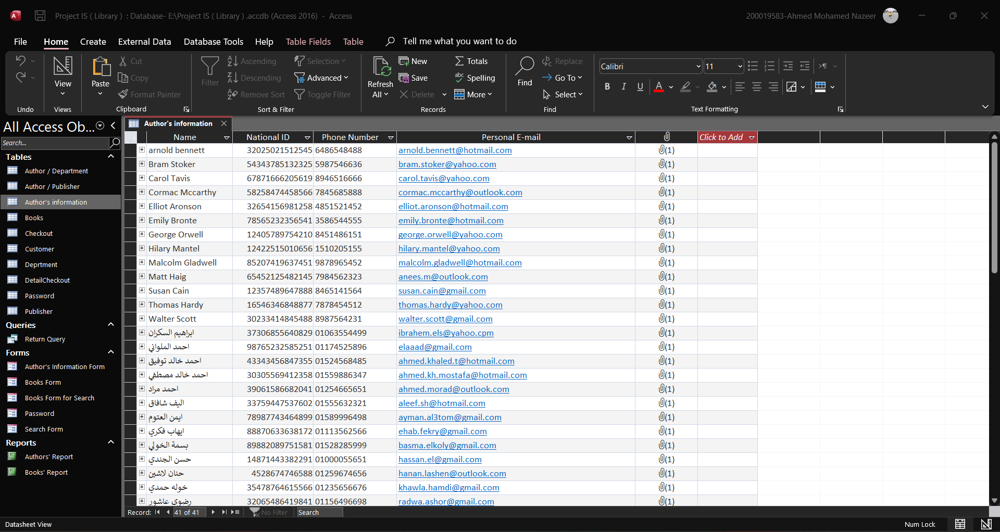 Project IS ( Library )  : Database- E:\Project IS ( Library ) .accdb (Access 2016)  -  Access
200019583-Ahmed Mohamed Nazeer
File Home Create External Data Database Tools Help Table Fields Table Tell me what you want to do
Undo
View
Views
Paste
Cut
Copy
Format Painter
Clipboard
Filter
Ascending
Descending
Remove Sort
Selection
Advanced
Toggle Filter
Sort & Filter
Refresh
All
New
Save
Delete
Totals
Spelling
More
Records
Find
Replace
Go To
Select
Find
Calibri 11
B I U A
Text Formatting
All Access Ob...
Search...
Tables
Author / Department
Author / Publisher
Author's information
Books
Checkout
Customer
Deprtment
DetailCheckout
Password
Publisher
Queries
Return Query
Forms
Author's Information Form
Books Form
Books Form for Search
Password
Search Form
Reports
Authors' Report
Books' Report
Author's information
Name National ID Phone Number Personal E-mail Click to Add
arnold bennett 32025021512545 6486548488 arnold.bennett@hotmail.com (1)
Bram Stoker 54343785132325 5987546636 bram.stoker@yahoo.com (1)
Carol Tavis 67871666205619 8946516666 carol.tavis@yahoo.com (1)
Cormac Mccarthy 58258474458566 7845685888 cormac.mccarthy@outlook.com (1)
Elliot Aronson 32654156981258 4851521452 elliot.aronson@hotmail.com (1)
Emily Bronte 78565232356541 3586544555 emily.bronte@hotmail.com (1)
George Orwell 12405789754210 8451486151 george.orwell@yahoo.com (1)
Hilary Mantel 12422515010656 1510205155 hilary.mantel@yahoo.com (1)
Malcolm Gladwell 85207419637451 9878965452 malcolm.gladwell@hotmail.com (1)
Matt Haig 65452125482145 7984562323 anees.m@outlook.com (1)
Susan Cain 12357489647888 8465141564 susan.cain@gmail.com (1)
Thomas Hardy 16546346848877 7878454512 thomas.hardy@yahoo.com (1)
Walter Scott 30233414845488 8987564231 walter.scott@gmail.com (1)
ابراهيم السكران 37306855640829 01063554499 ibrahem.els@yahoo.cpm (1)
احمد الملواني 98765232585251 01174525896 elaaad@gmail.com (1)
احمد خالد توفيق 43343456847355 01524568485 ahmed.khaled.t@hotmail.com (1)
احمد خالد مصطفي 30305569412358 01559886347 ahmed.kh.mostafa@hotmail.com (1)
احمد مراد 39061586682041 01254665651 ahmed.morad@outlook.com (1)
اليف شافاق 33759447537602 01555632321 aleef.sh@hotmail.com (1)
ايمن العتوم 78987743464899 01589996498 ayman.al3tom@gmail.com (1)
ايهاب فكري 88870633638172 01113562566 ehab.fekry@gmail.com (1)
بسمة الخولي 89882089751581 01528285999 basma.elkoly@gmail.com (1)
حسن الجندي 14871443382291 01000055651 hassan.el@gmail.com (1)
حنان لاشين 4528674746588 01259674656 hanan.lashen@outlook.com (1)
خوله حمدي 35478764615566 01235656676 khawla.hamdi@gmail.com (1)
رضوى عاشور 32065486419841 01156496698 radwa.ashor@gmail.com (1)
Record: 41 of 41 No Filter Search
Datasheet View
Num Lock